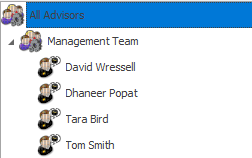 All Advisors
Management Team
David Wressell
Dhaneer Popat
Tara Bird
Tom Smith